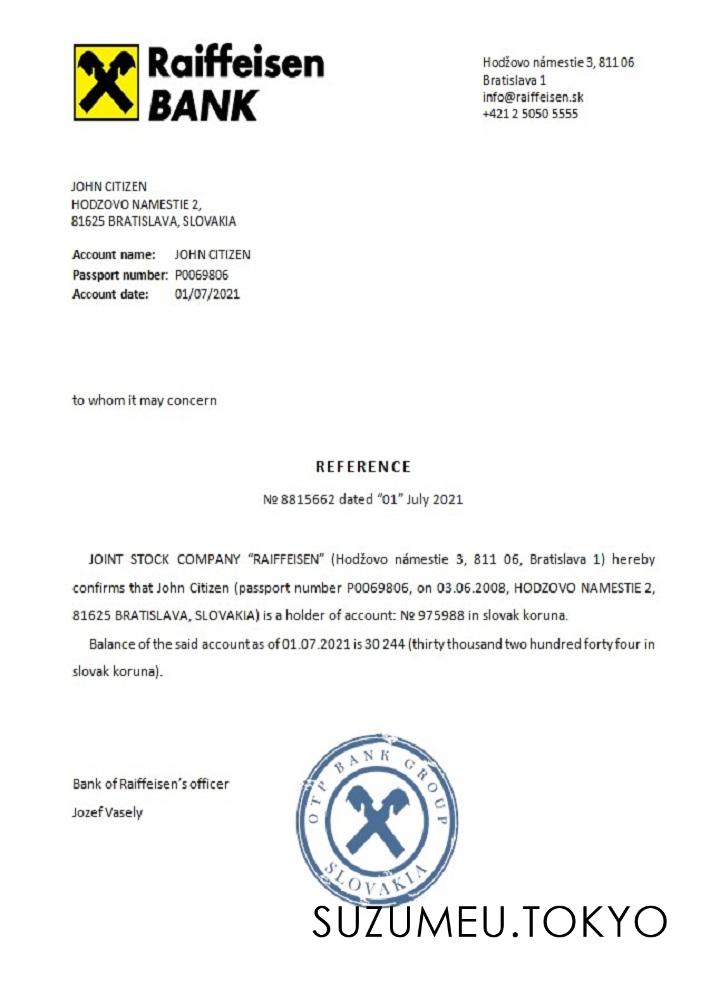 Raiffeisen
BANK
Hodžovo námestie 3, 811 06
Bratislava 1
info@raiffeisen.sk
+421 2 5050 5555
JOHN CITIZEN
HODZOVO NAMESTIE 2,
81625 BRATISLAVA, SLOVAKIA
Account name: JOHN CITIZEN
Passport number: P0069806
Account date: 01/07/2021
to whom it may concern
REFERENCE
№ 8815662 dated “01” July 2021
JOINT STOCK COMPANY “RAIFFEISEN” (Hodžovo námestie 3, 811 06, Bratislava 1) hereby
confirms that John Citizen (passport number P0069806, on 03.06.2008, HODZOVO NAMESTIE 2,
81625 BRATISLAVA, SLOVAKIA) is a holder of account: № 975988 in slovak koruna.
Balance of the said account as of 01.07.2021 is 30 244 (thirty thousand two hundred forty four in
slovak koruna).
Bank of Raiffeisen’s officer
Jozef Vasely
OTP BANK GROUP
SLOVAKIA
SUZUMEU.TOKYO